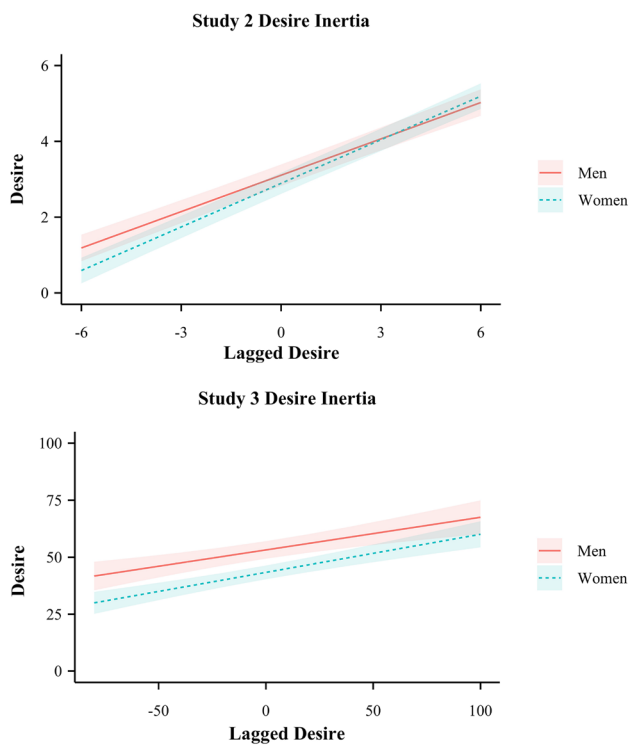 Study 2 Desire Inertia
6
4
2
0
Desire
-6 -3 0 3 6
Lagged Desire
Men
Women
Study 3 Desire Inertia
100
75
50
25
0
Desire
-50 0 50 100
Lagged Desire
Men
Women